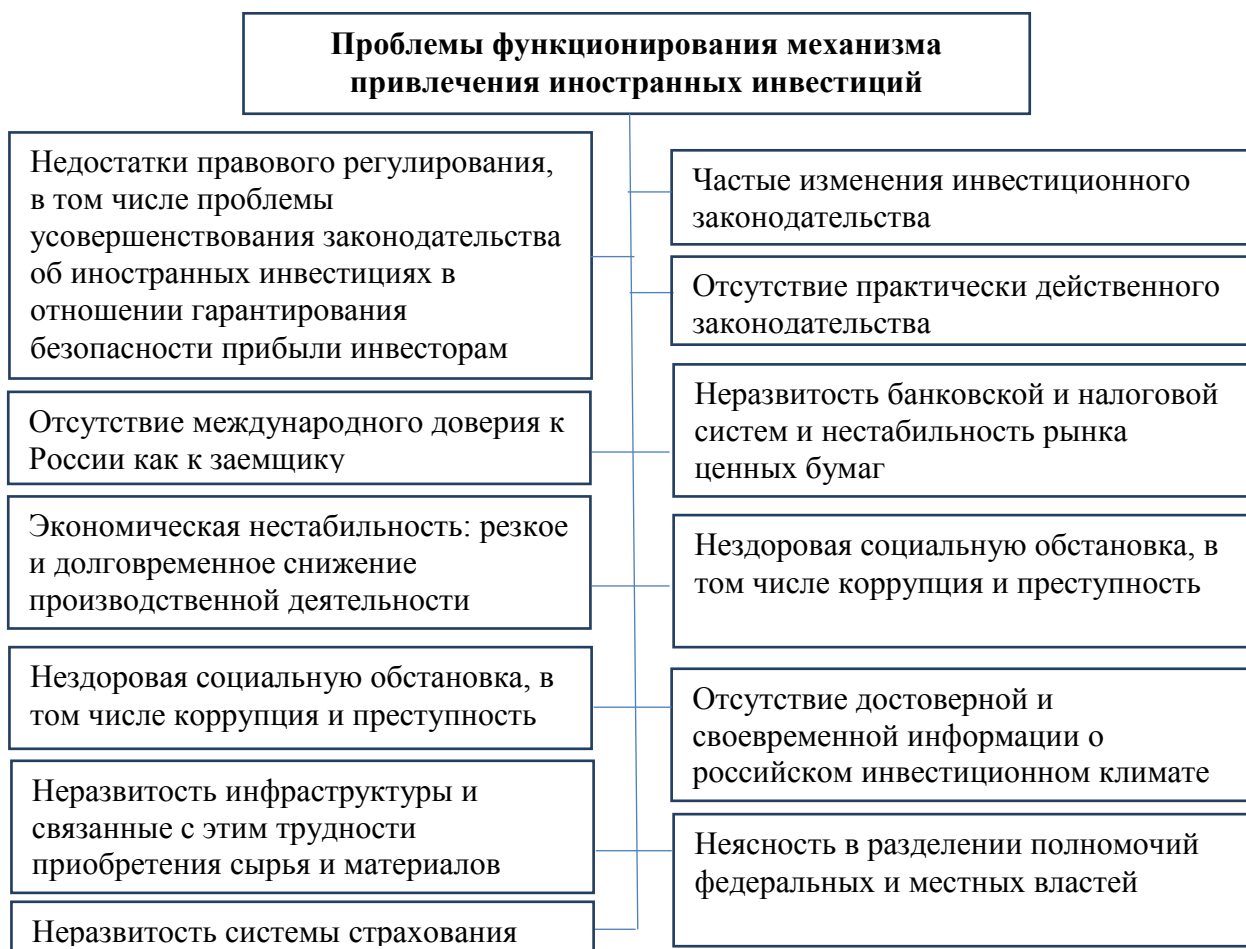 Проблемы функционирования механизма
привлечения иностранных инвестиций
Недостатки правового регулирования,
в том числе проблемы
усовершенствования законодательства
об иностранных инвестициях в
отношении гарантирования
безопасности прибыли инвесторам
Отсутствие международного доверия к
России как к заемщику
Экономическая нестабильность: резкое
и долговременное снижение
производственной деятельности
Нездоровая социальную обстановка, в
том числе коррупция и преступность
Неразвитость инфраструктуры и
связанные с этим трудности
приобретения сырья и материалов
Неразвитость системы страхования
Частые изменения инвестиционного
законодательства
Отсутствие практически действенного
законодательства
Неразвитость банковской и налоговой
систем и нестабильность рынка
ценных бумаг
Нездоровая социальную обстановка, в
том числе коррупция и преступность
Отсутствие достоверной и
своевременной информации о
российском инвестиционном климате
Неясность в разделении полномочий
федеральных и местных властей